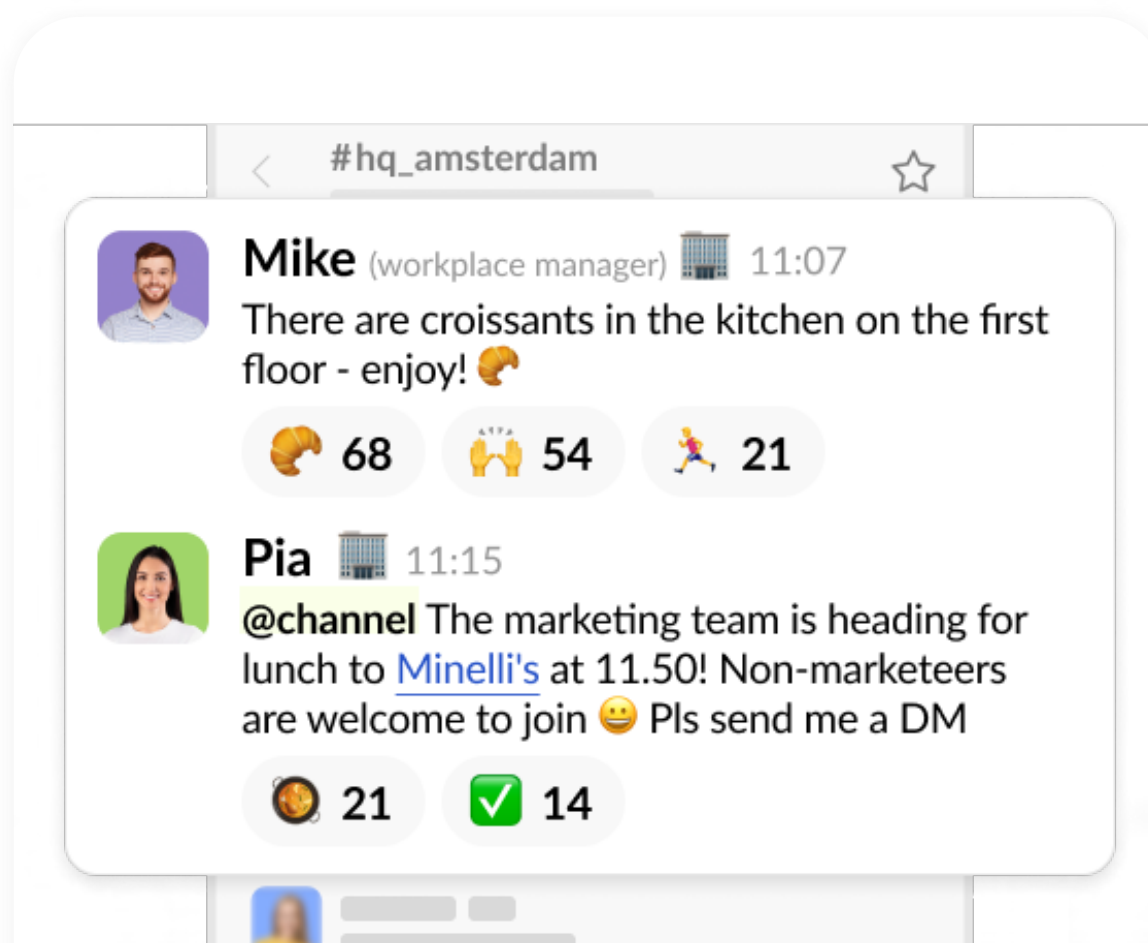 #hq_amsterdam
Mike (workplace manager) 🏢 11:07
There are croissants in the kitchen on the first
floor - enjoy! 🥐
🥐 68 🙌 54 🏃 21
Pia 🏢 11:15
@channel The marketing team is heading for
lunch to Minelli's at 11.50! Non-marketeers
are welcome to join 😀 Pls send me a DM
🥘 21 ✅ 14